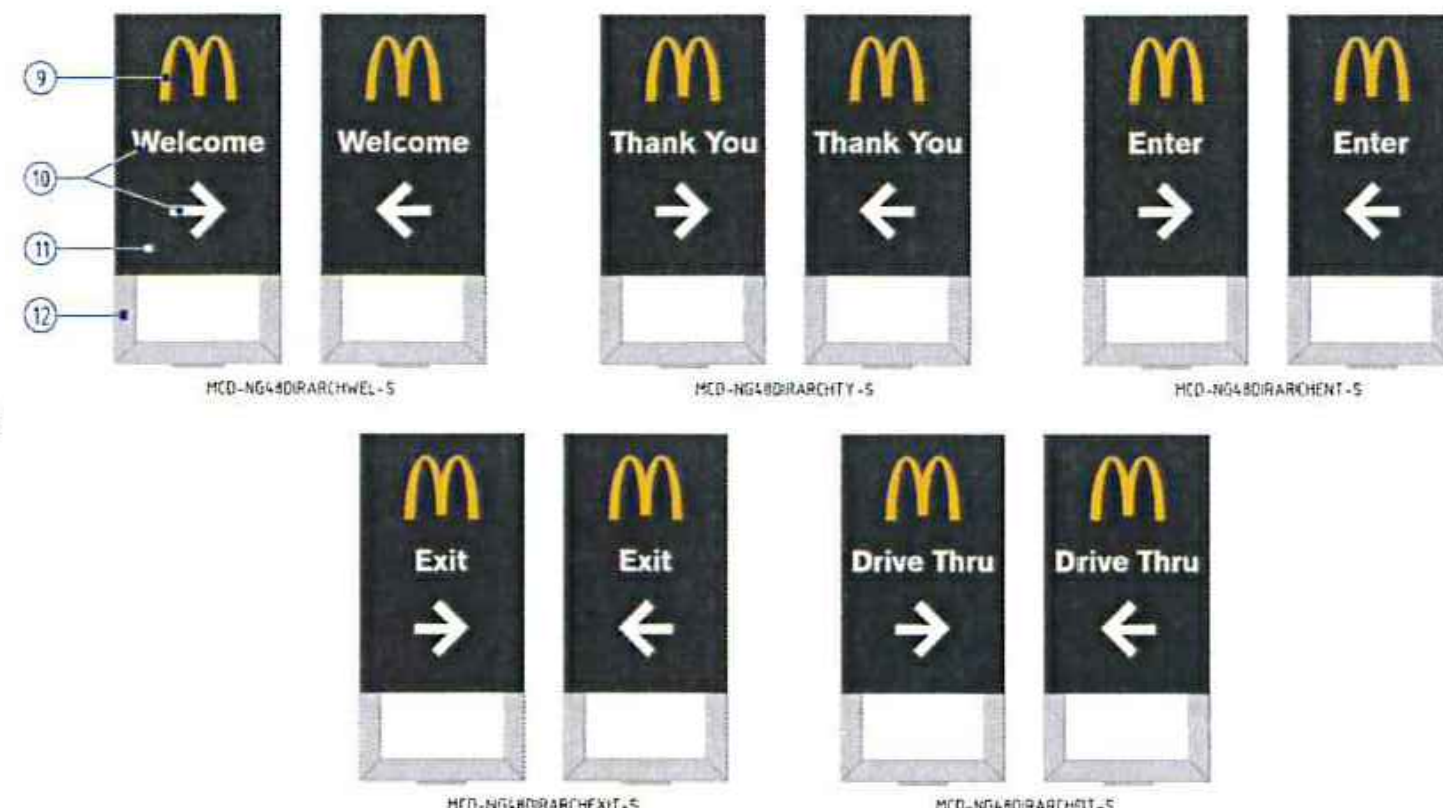 9
Welcome
Welcome
10
11
12
MCD-NG48DIRARCHWEL-S
Thank You
Thank You
MCD-NG48DIRARCHTY-S
Enter
Enter
MCD-NG48DIRARCHENT-S
Exit
Exit
MCD-NG48DIRARCHEXIT-S
Drive Thru
Drive Thru
MCD-NG48DIRARCHDT-S